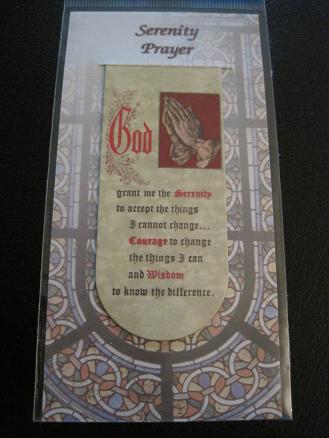 Serenity
Prayer
God
grant me the Serenity
to accept the things
I cannot change...
Courage to change
the things I can
and Wisdom
to know the difference.